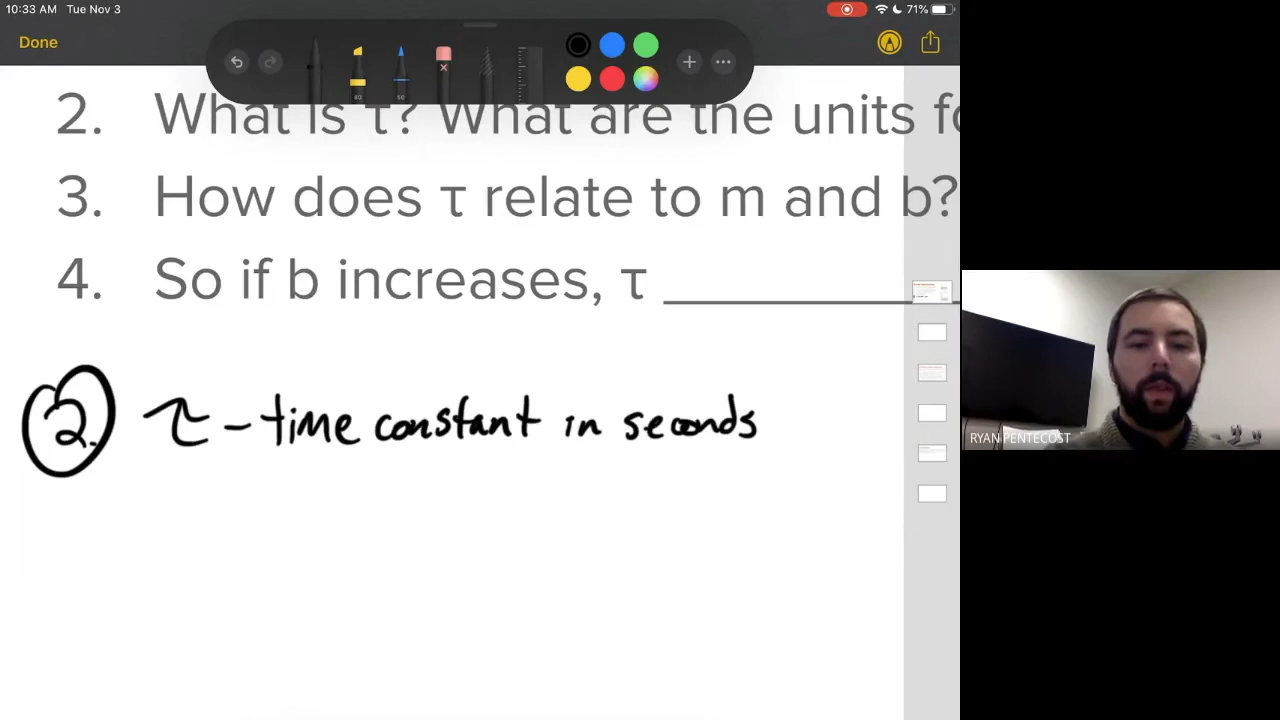 10:33 AM Tue Nov 3
71%
Done
2. What is τ? What are the units fo
3. How does τ relate to m and b?
4. So if b increases, τ ____________
② τ - time constant in seconds
RYAN PENTECOST